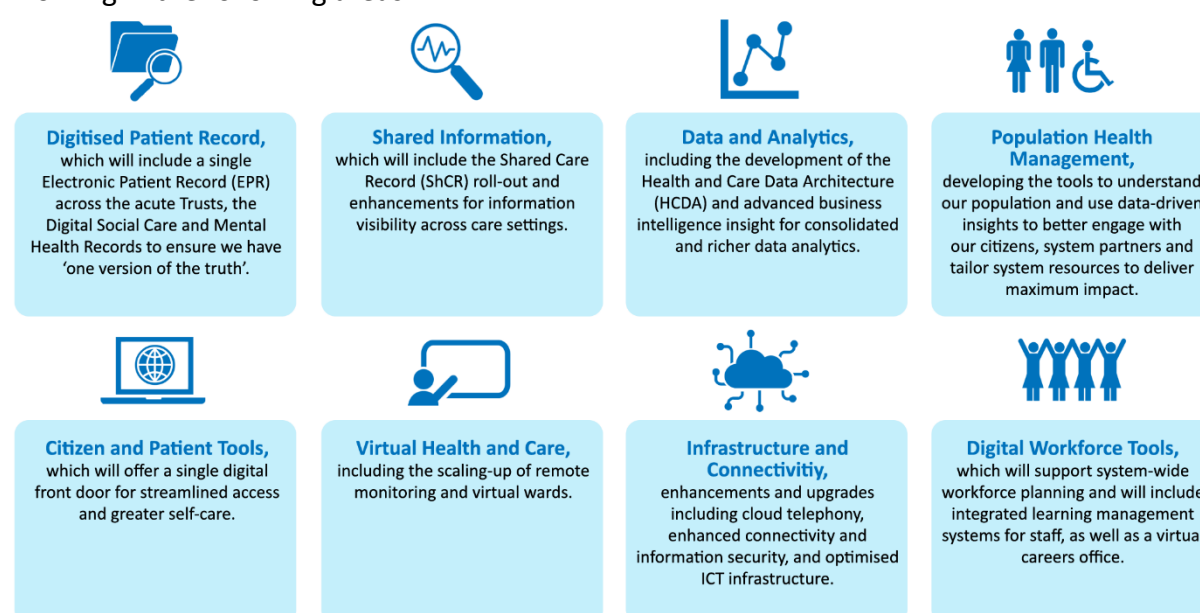 Digitised Patient Record,
which will include a single
Electronic Patient Record (EPR)
across the acute Trusts, the
Digital Social Care and Mental
Health Records to ensure we have
‘one version of the truth’.
Shared Information,
which will include the Shared Care
Record (ShCR) roll-out and
enhancements for information
visibility across care settings.
Data and Analytics,
including the development of the
Health and Care Data Architecture
(HCDA) and advanced business
intelligence insight for consolidated
and richer data analytics.
Population Health
Management,
developing the tools to understand
our population and use data-driven
insights to better engage with
our citizens, system partners and
tailor system resources to deliver
maximum impact.
Citizen and Patient Tools,
which will offer a single digital
front door for streamlined access
and greater self-care.
Virtual Health and Care,
including the scaling-up of remote
monitoring and virtual wards.
Infrastructure and
Connectivity,
enhancements and upgrades
including cloud telephony,
enhanced connectivity and
information security, and optimised
ICT infrastructure.
Digital Workforce Tools,
which will support system-wide
workforce planning and will include
integrated learning management
systems for staff, as well as a virtual
careers office.